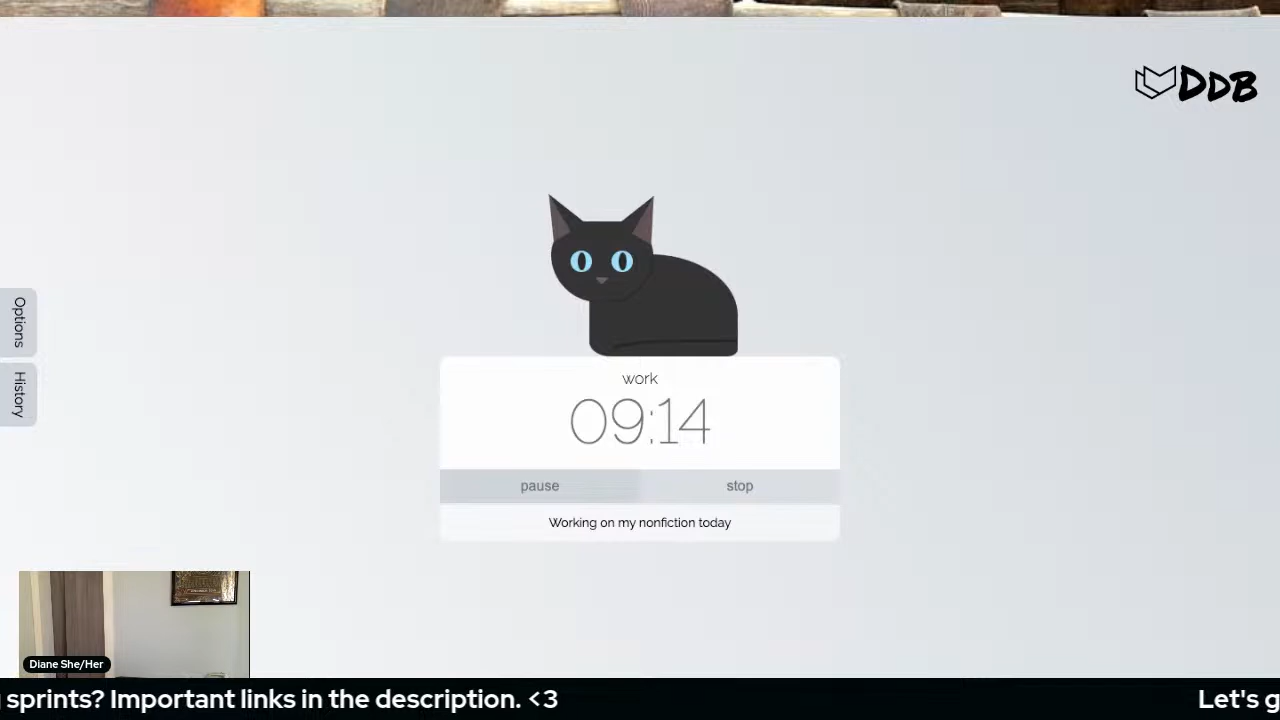 DDB
Options
History
work
09:14
pause
stop
Working on my nonfiction today
Diane She/Her
sprints? Important links in the description. <3
Let's g